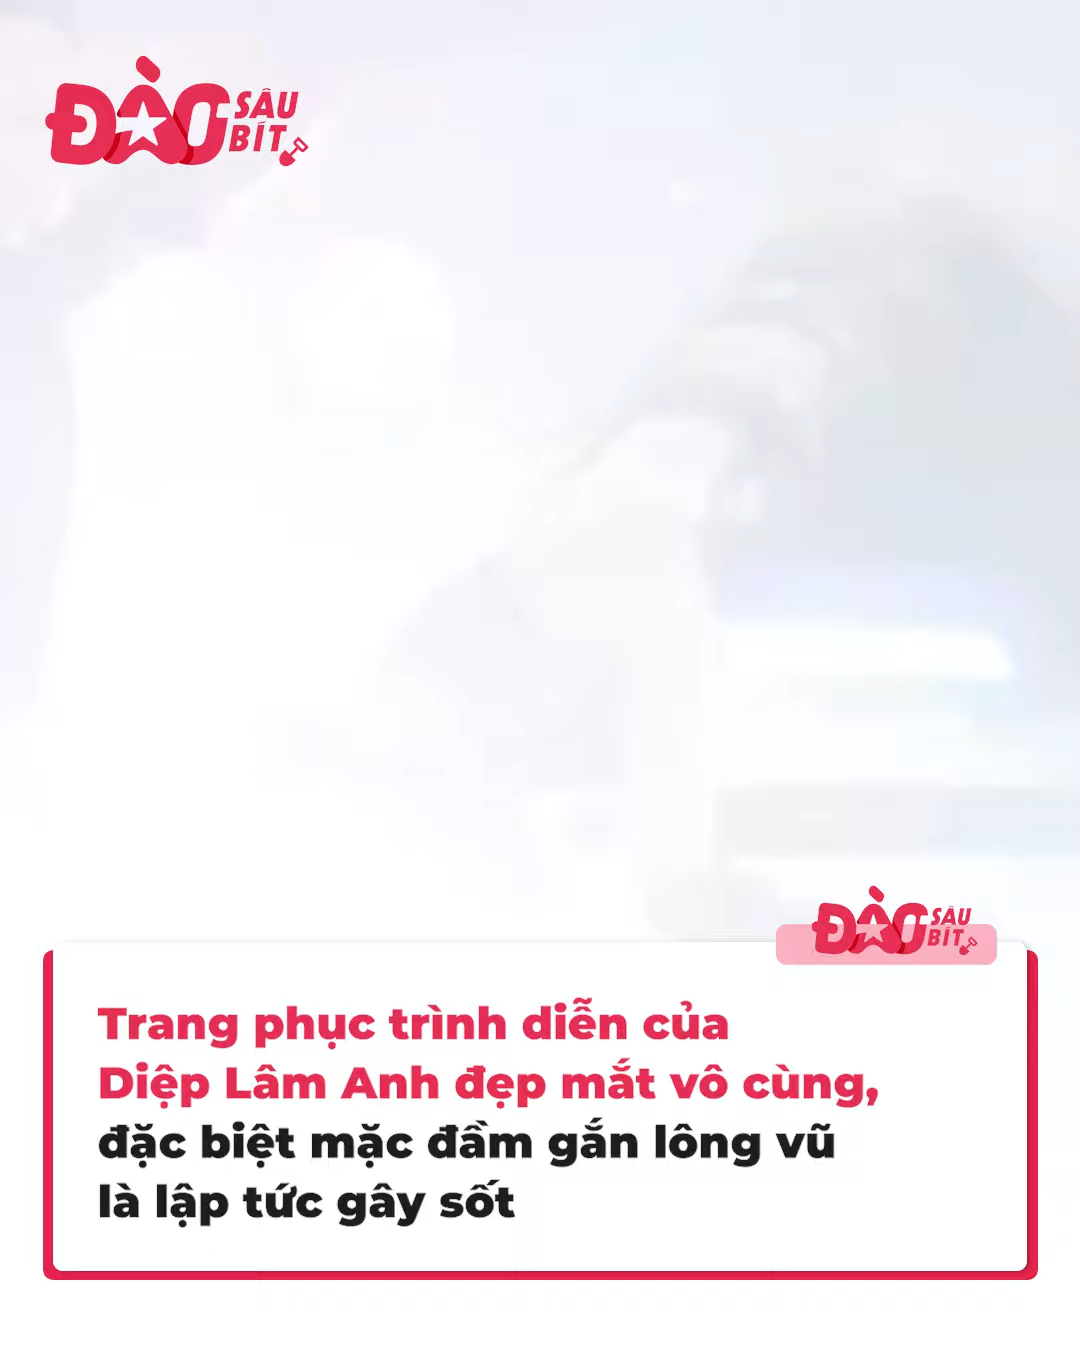 ĐÀO SÂU BÍT
ĐÀO SÂU BÍT
Trang phục trình diễn của
Diệp Lâm Anh đẹp mắt vô cùng,
đặc biệt mặc đầm gắn lông vũ
là lập tức gây sốt